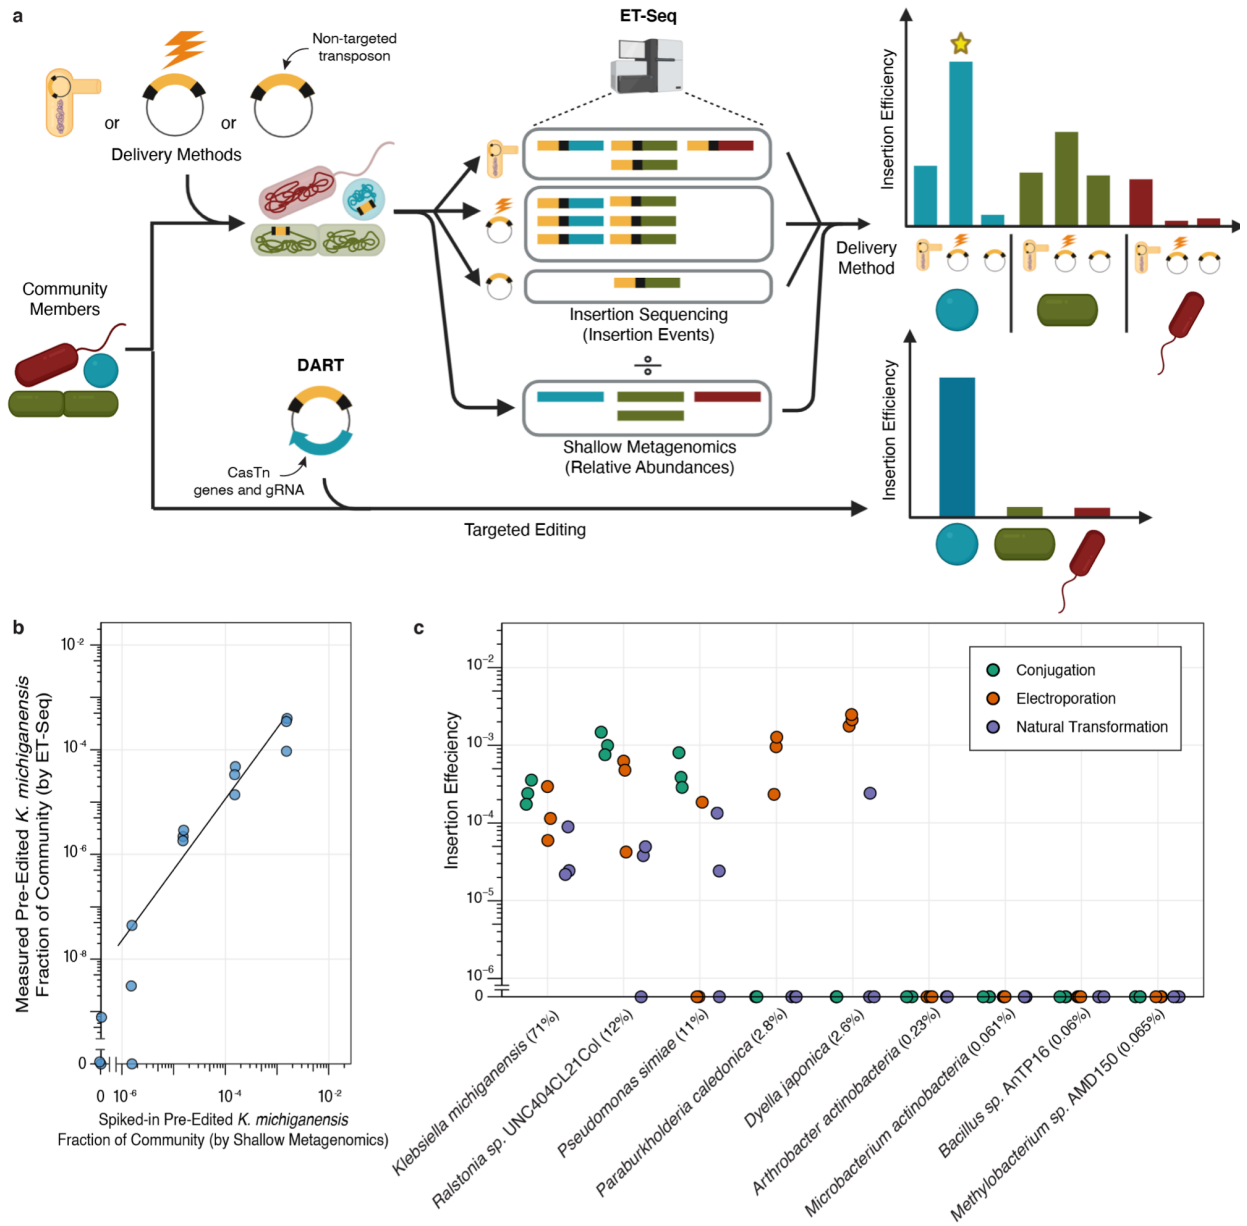 a
ET-Seq
Non-targeted
transposon
or
or
Delivery Methods
Community
Members
Insertion Sequencing
(Insertion Events)
÷
Shallow Metagenomics
(Relative Abundances)
DART
CasTn
genes and gRNA
Targeted Editing
Insertion Efficiency
Delivery
Method
Insertion Efficiency
b
Measured Pre-Edited K. michiganensis
Fraction of Community (by ET-Seq)
10-2
10-4
10-6
10-8
0
0
10-6
10-4
10-2
Spiked-in Pre-Edited K. michiganensis
Fraction of Community (by Shallow Metagenomics)
c
Insertion Effeciency
10-2
10-3
10-4
10-5
10-6
0
Conjugation
Electroporation
Natural Transformation
Klebsiella michiganensis (71%)
Ralstonia sp. UNC404CL21Col (12%)
Pseudomonas simiae (11%)
Paraburkholderia caledonica (2.8%)
Dyella japonica (2.6%)
Arthrobacter actinobacteria (0.23%)
Microbacterium actinobacteria (0.061%)
Bacillus sp. AnTP16 (0.06%)
Methylobacterium sp. AMD150 (0.065%)